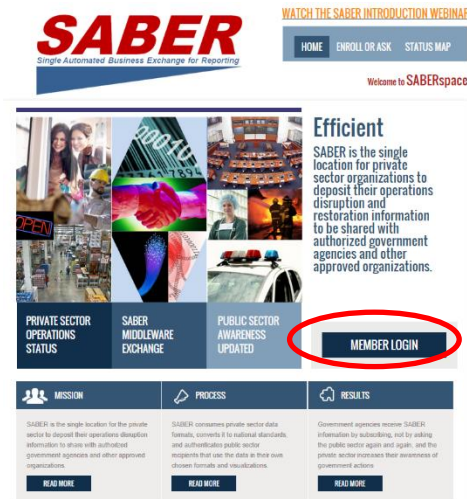 WATCH THE SABER INTRODUCTION WEBINAR
SABER
Single Automated Business Exchange for Reporting
HOME ENROLL OR ASK STATUS MAP
Welcome to SABERspace
OPEN
Efficient
SABER is the single
location for private
sector organizations to
deposit their operations
disruption and
restoration information
to be shared with
authorized government
agencies and other
approved organizations.
PRIVATE SECTOR
OPERATIONS
STATUS
SABER
MIDDLEWARE
EXCHANGE
PUBLIC SECTOR
AWARENESS
UPDATED
MEMBER LOGIN
MISSION
SABER is the single location for the private
sector to deposit their operations disruption
information to share with authorized
government agencies and other approved
organizations.
READ MORE
PROCESS
SABER consumes private sector data
formats, converts it to national standards,
and authenticates public sector
recipients that use the data in their own
chosen formats and visualizations.
READ MORE
RESULTS
Government agencies receive SABER
information by subscribing, not by asking
the public sector again and again, and the
private sector increases their awareness of
government actions
READ MORE